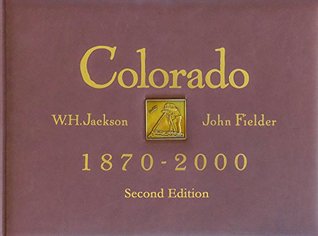 Colorado
W.H.Jackson John Fielder
1870-2000
Second Edition